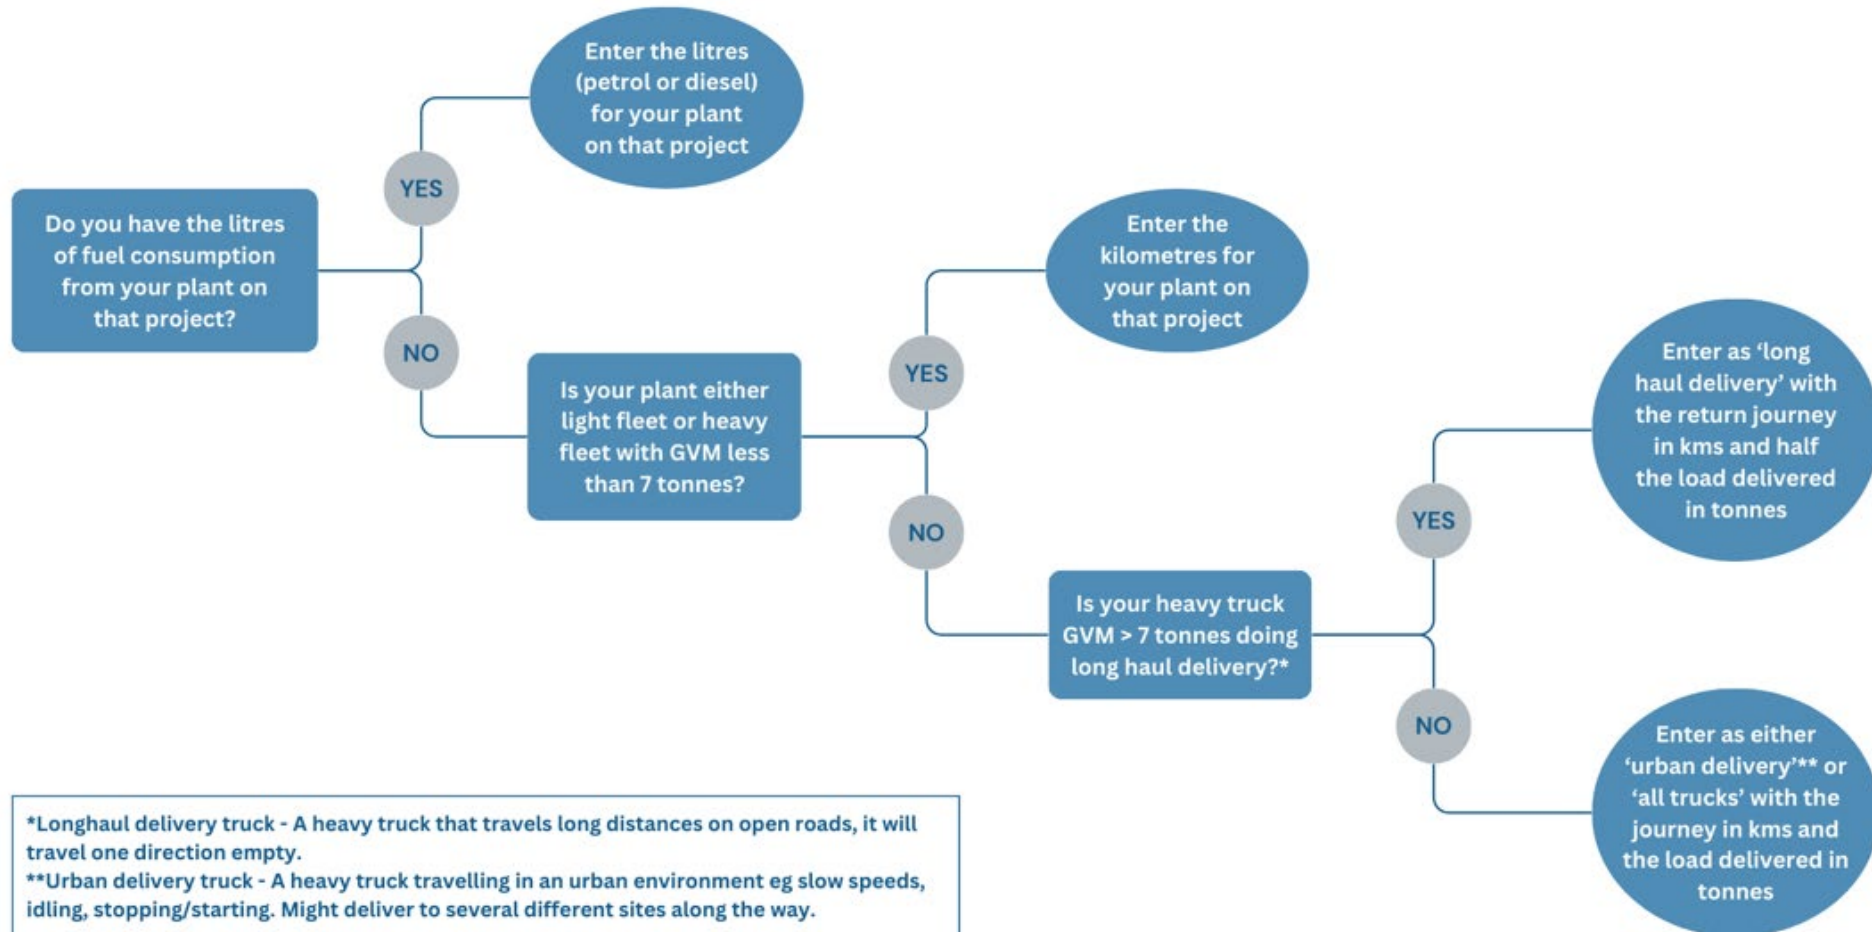 Enter the litres
(petrol or diesel)
for your plant
on that project
YES
Do you have the litres
of fuel consumption
from your plant on
that project?
NO
Enter the
kilometres for
your plant on
that project
YES
Is your plant either
light fleet or heavy
fleet with GVM less
than 7 tonnes?
NO
Enter as ‘long
haul delivery’ with
the return journey
in kms and half
the load delivered
in tonnes
YES
Is your heavy truck
GVM > 7 tonnes doing
long haul delivery?*
NO
Enter as either
‘urban delivery’** or
‘all trucks’ with the
journey in kms and
the load delivered in
tonnes
*Longhaul delivery truck - A heavy truck that travels long distances on open roads, it will
travel one direction empty.
**Urban delivery truck - A heavy truck travelling in an urban environment eg slow speeds,
idling, stopping/starting. Might deliver to several different sites along the way.